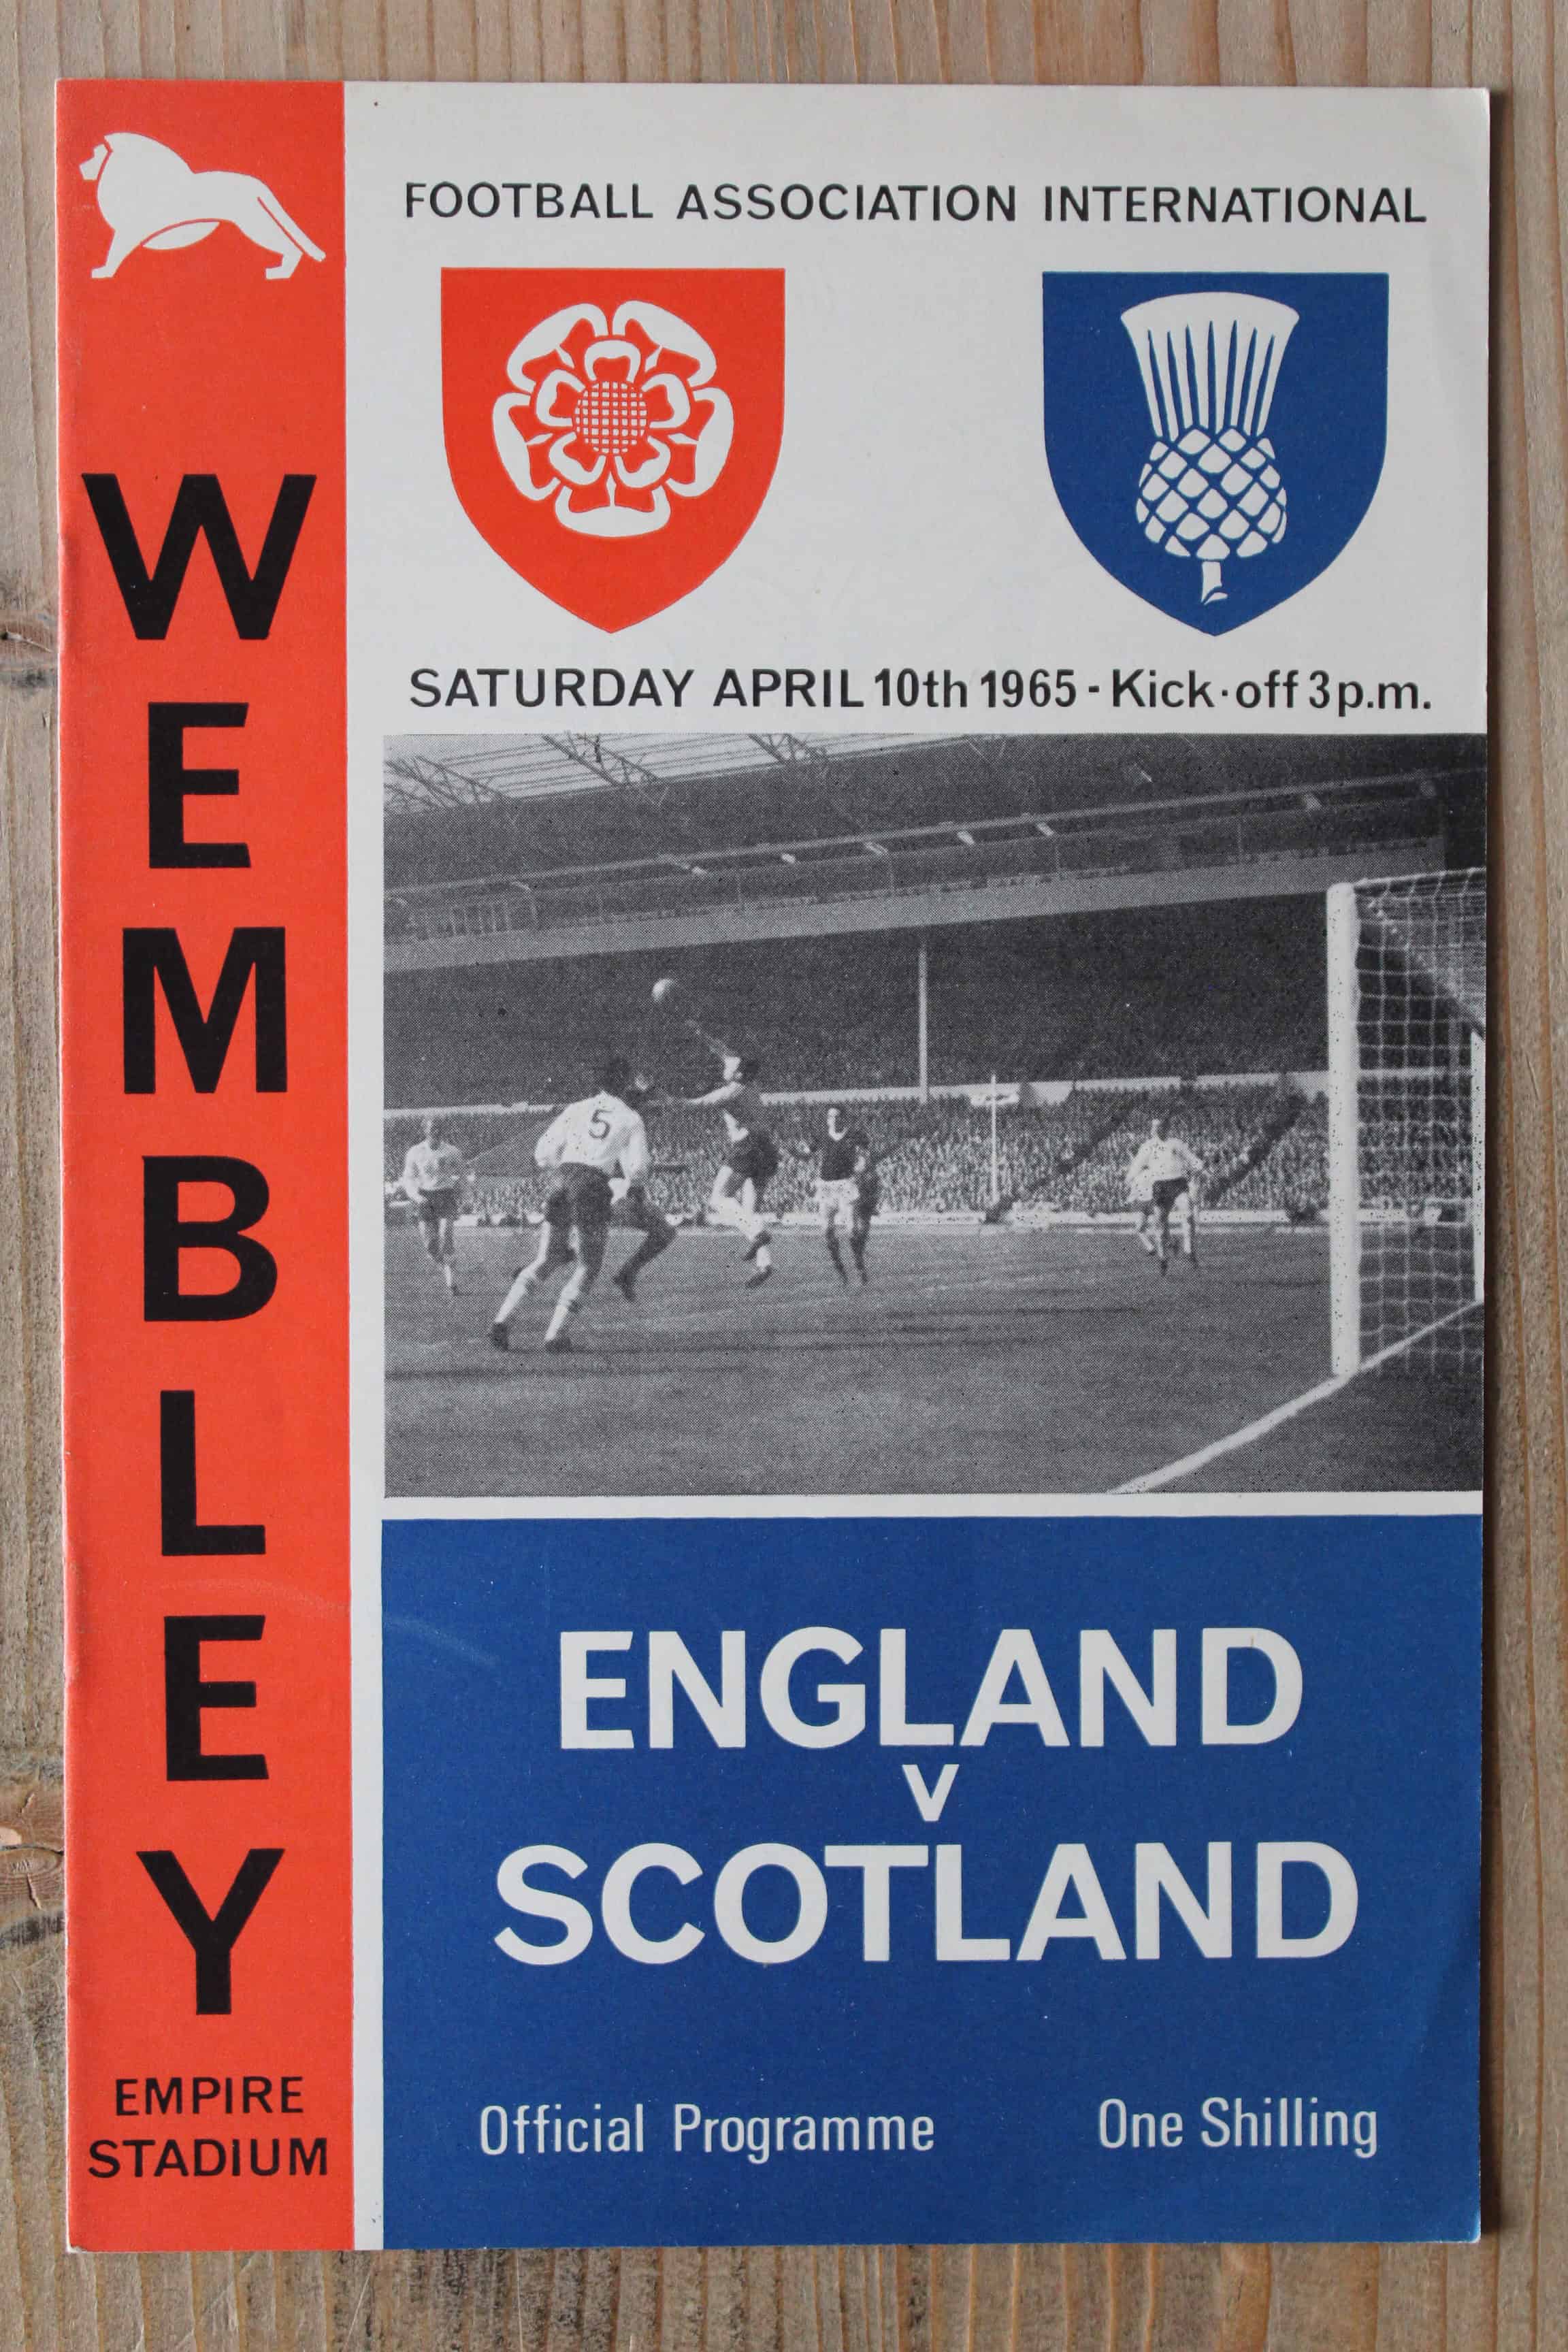 WEMBLEY
EMPIRE
STADIUM
FOOTBALL ASSOCIATION INTERNATIONAL
SATURDAY APRIL 10th 1965 - Kick·off 3p.m.
5
ENGLAND
v
SCOTLAND
Official Programme One Shilling